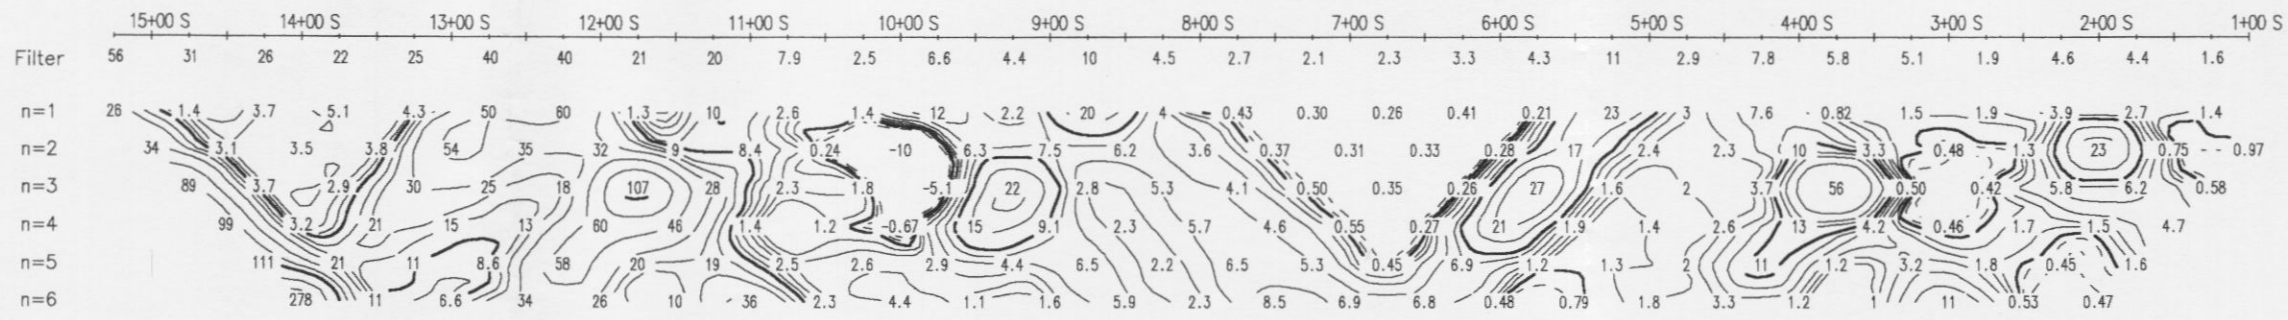 15+00 S 14+00 S 13+00 S 12+00 S 11+00 S 10+00 S 9+00 S 8+00 S 7+00 S 6+00 S 5+00 S 4+00 S 3+00 S 2+00 S 1+00 S
Filter 56 31 26 22 25 40 40 21 20 7.9 2.5 6.6 4.4 10 4.5 2.7 2.1 2.3 3.3 4.3 11 2.9 7.8 5.8 5.1 1.9 4.6 4.4 1.6
n=1 26 1.4 3.7 5.1 4.3 50 60 1.3 10 2.6 1.4 12 2.2 20 4 0.43 0.30 0.26 0.41 0.21 23 3 7.6 0.82 1.5 1.9 3.9 2.7 1.4
n=2 34 3.1 3.5 3.8 54 35 32 9 8.4 0.24 -10 6.3 7.5 6.2 3.6 0.37 0.31 0.33 0.28 17 2.4 2.3 10 3.3 0.48 1.3 23 0.75 0.97
n=3 89 3.7 2.9 30 25 18 107 28 2.3 1.8 -5.1 22 2.8 5.3 4.1 0.50 0.35 0.26 27 1.6 2 3.7 56 0.50 0.42 5.8 6.2 0.58
n=4 99 3.2 21 15 13 60 46 1.4 1.2 -0.67 15 9.1 2.3 5.7 4.6 0.55 0.27 21 1.9 1.4 2.6 13 4.2 0.46 1.7 1.5 4.7
n=5 111 21 11 8.6 58 20 19 2.5 2.6 2.9 4.4 6.5 2.2 6.5 5.3 0.45 6.9 1.2 1.3 2 11 1.2 3.2 1.8 0.45 1.6
n=6 278 11 6.6 34 26 10 36 2.3 4.4 1.1 1.6 5.9 2.3 8.5 6.9 6.8 0.48 0.79 1.8 3.3 1.2 1 11 0.53 0.47